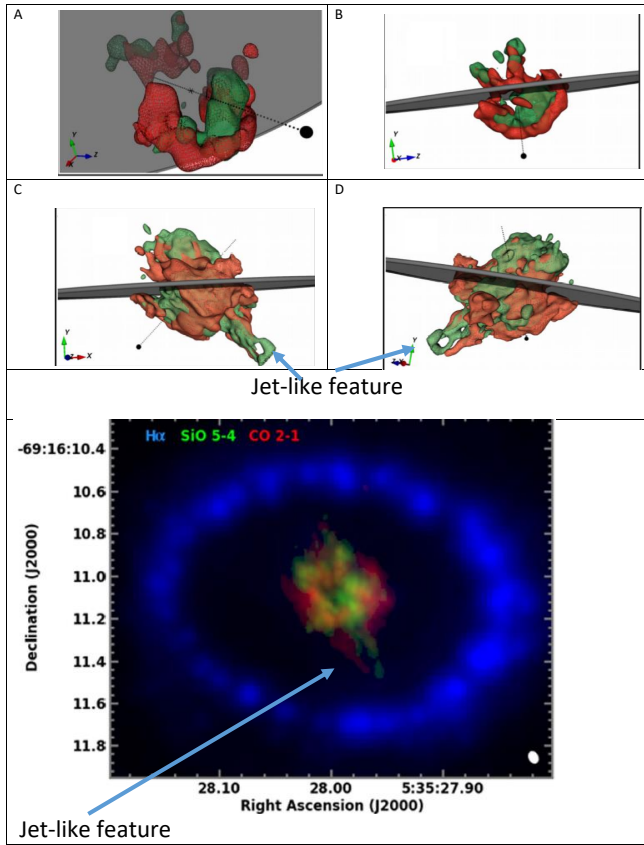 A
B
Y
Z
X
Y
X
Z
C
D
Y
Z
X
Y
X
Jet-like feature
Hα SiO 5-4 CO 2-1
Declination (J2000)
-69:16:10.4
10.6
10.8
11.0
11.2
11.4
11.6
11.8
28.10
28.00
5:35:27.90
Right Ascension (J2000)
Jet-like feature